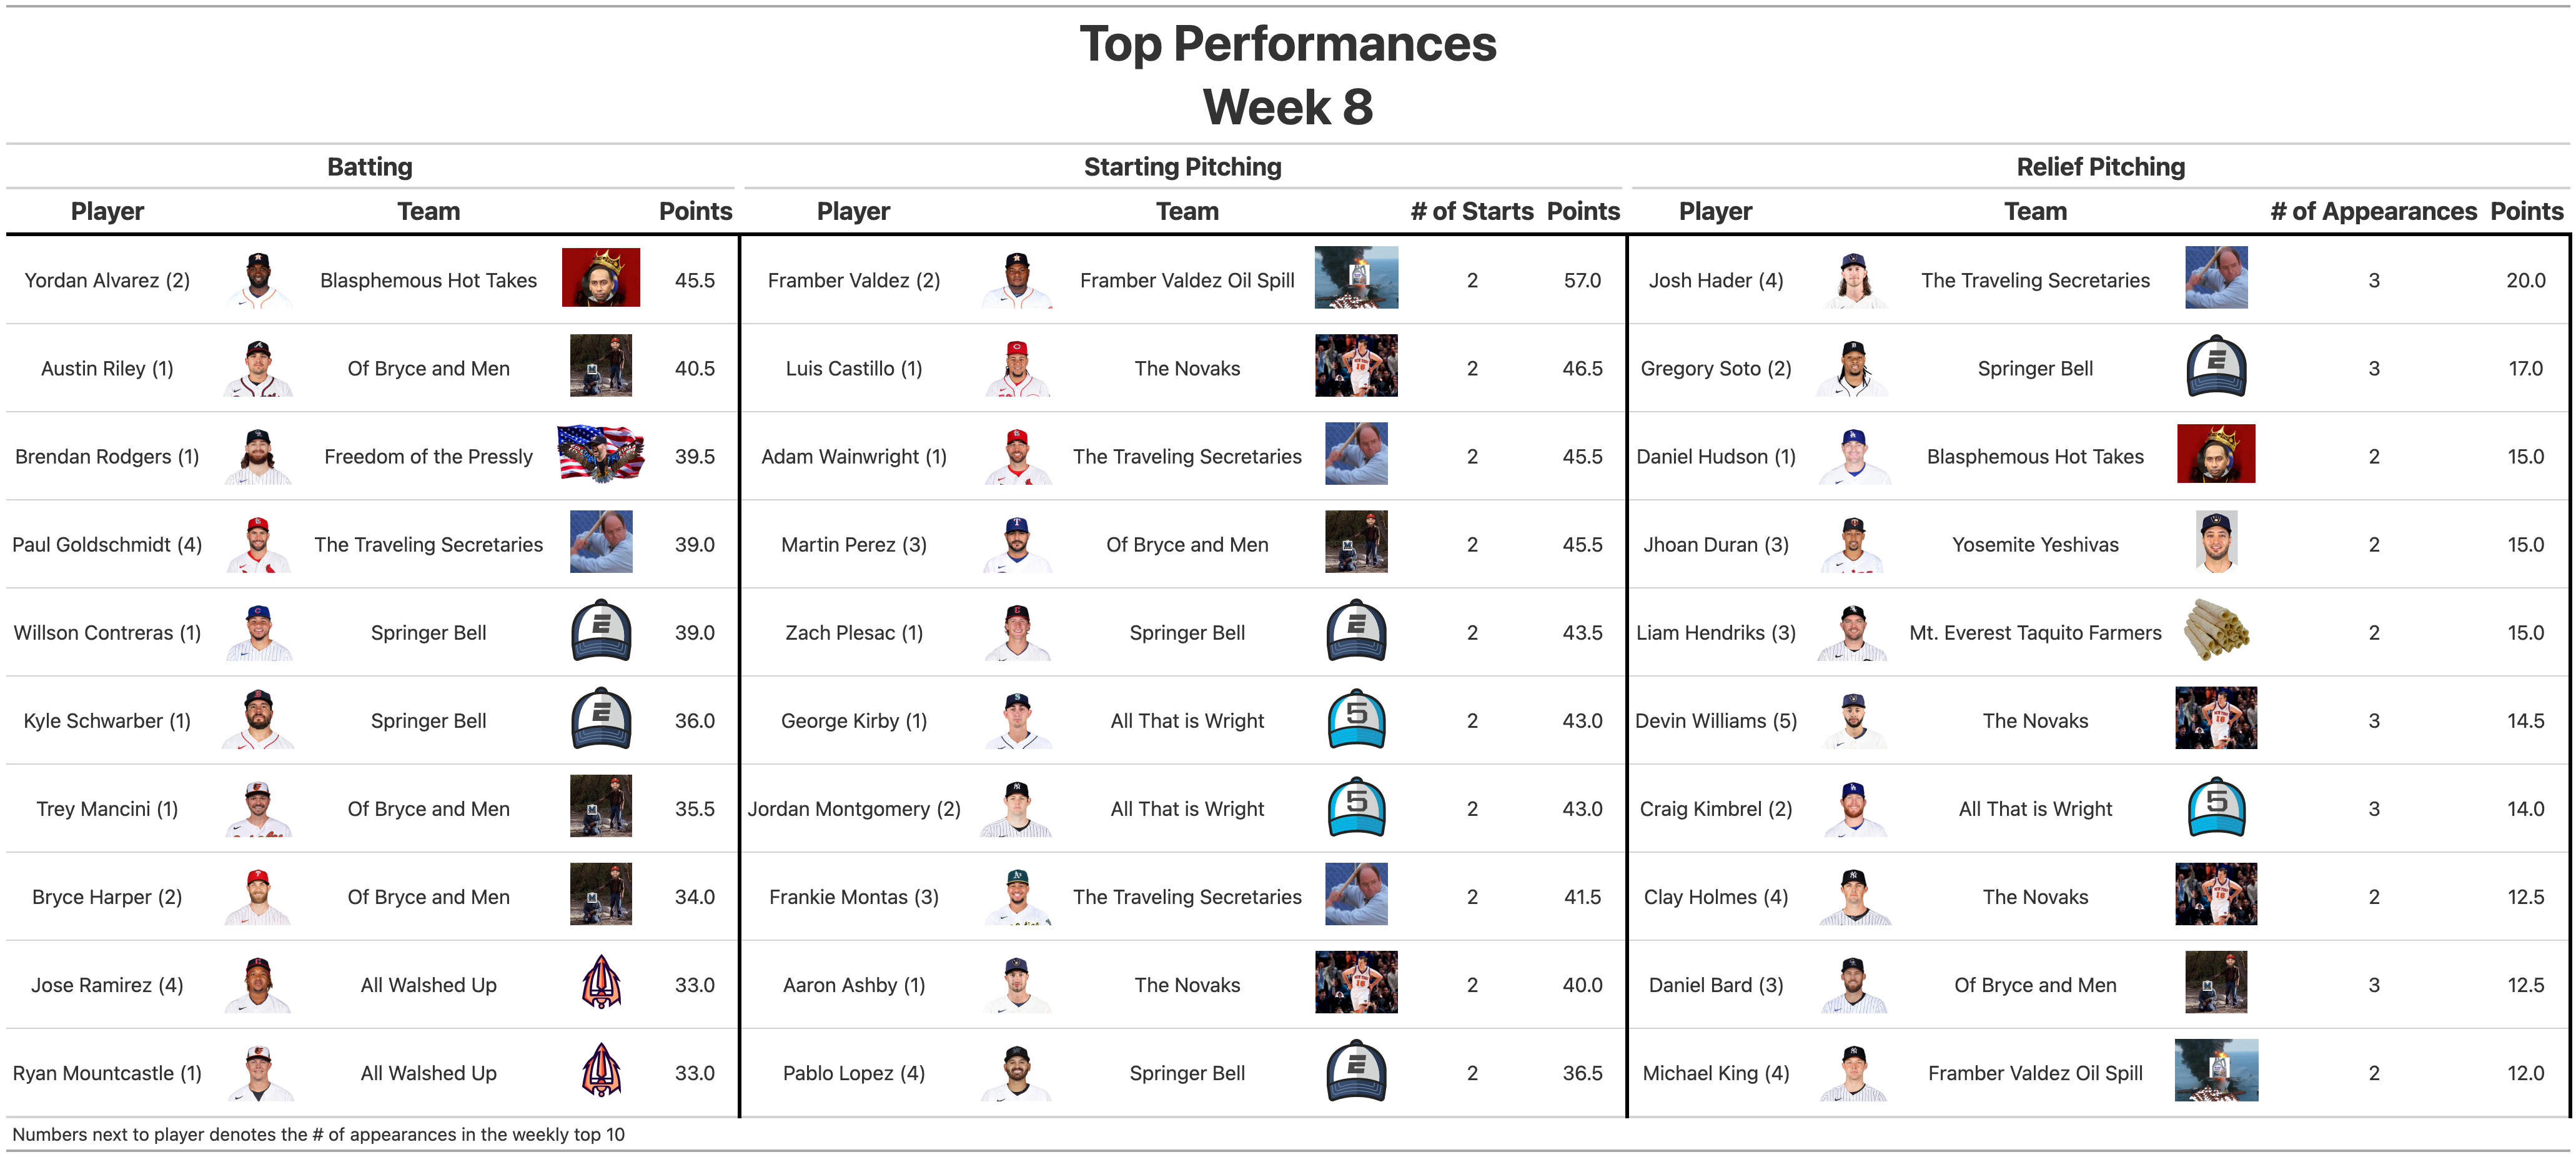 Top Performances
Week 8
Batting Starting Pitching Relief Pitching
Player Team Points Player Team # of Starts Points Player Team # of Appearances Points
Yordan Alvarez (2) Blasphemous Hot Takes 45.5 Framber Valdez (2) Framber Valdez Oil Spill 2 57.0 Josh Hader (4) The Traveling Secretaries 3 20.0
Austin Riley (1) Of Bryce and Men 40.5 Luis Castillo (1) The Novaks 2 46.5 Gregory Soto (2) Springer Bell 3 17.0
Brendan Rodgers (1) Freedom of the Pressly 39.5 Adam Wainwright (1) The Traveling Secretaries 2 45.5 Daniel Hudson (1) Blasphemous Hot Takes 2 15.0
Paul Goldschmidt (4) The Traveling Secretaries 39.0 Martin Perez (3) Of Bryce and Men 2 45.5 Jhoan Duran (3) Yosemite Yeshivas 2 15.0
Willson Contreras (1) Springer Bell 39.0 Zach Plesac (1) Springer Bell 2 43.5 Liam Hendriks (3) Mt. Everest Taquito Farmers 2 15.0
Kyle Schwarber (1) Springer Bell 36.0 George Kirby (1) All That is Wright 2 43.0 Devin Williams (5) The Novaks 3 14.5
Trey Mancini (1) Of Bryce and Men 35.5 Jordan Montgomery (2) All That is Wright 2 43.0 Craig Kimbrel (2) All That is Wright 3 14.0
Bryce Harper (2) Of Bryce and Men 34.0 Frankie Montas (3) The Traveling Secretaries 2 41.5 Clay Holmes (4) The Novaks 2 12.5
Jose Ramirez (4) All Walshed Up 33.0 Aaron Ashby (1) The Novaks 2 40.0 Daniel Bard (3) Of Bryce and Men 3 12.5
Ryan Mountcastle (1) All Walshed Up 33.0 Pablo Lopez (4) Springer Bell 2 36.5 Michael King (4) Framber Valdez Oil Spill 2 12.0
Numbers next to player denotes the # of appearances in the weekly top 10